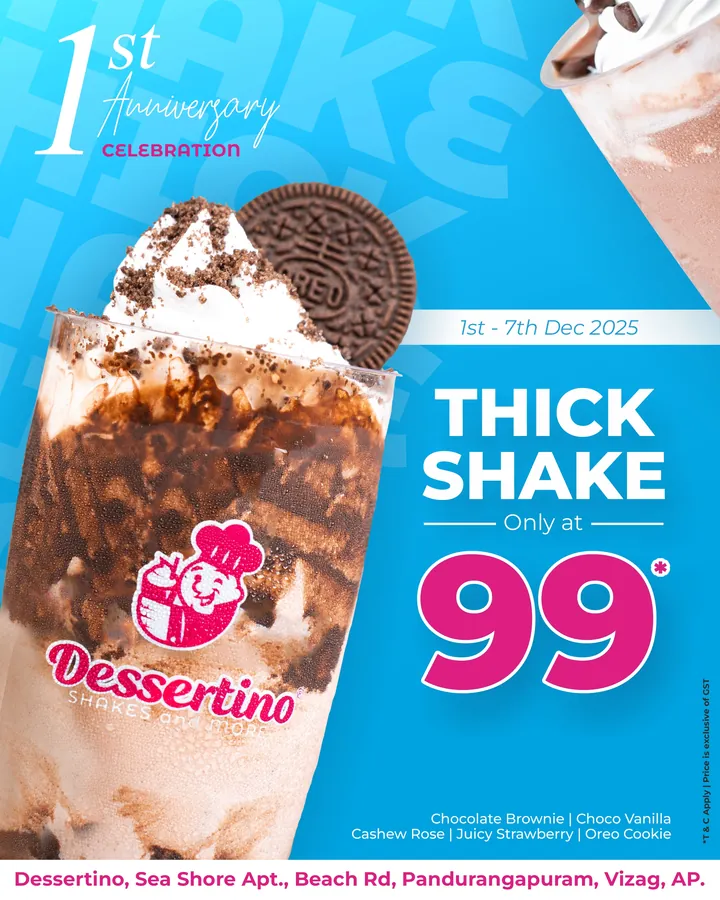 1st
Anniversary
CELEBRATION
OREO
1st - 7th Dec 2025
THICK
SHAKE
Only at
99*
Dessertino
SHAKES and more
*T & C Apply | Price is exclusive of GST
Chocolate Brownie | Choco Vanilla
Cashew Rose | Juicy Strawberry | Oreo Cookie
Dessertino, Sea Shore Apt., Beach Rd, Pandurangapuram, Vizag, AP.